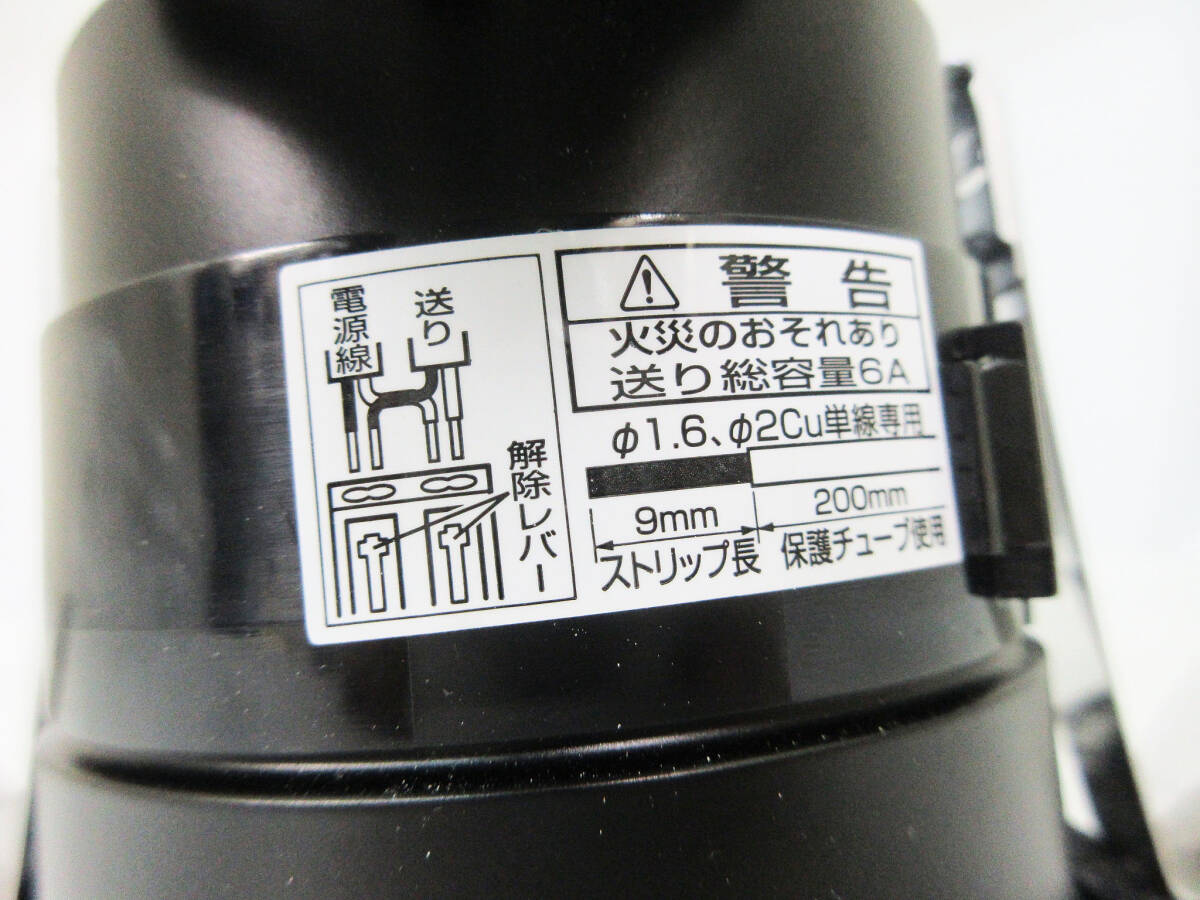 電源線
送り
解除レバー
警告
火災のおそれあり
送り総容量6A
φ1.6、φ2Cu単線専用
9mm
200mm
ストリップ長
保護チューブ使用